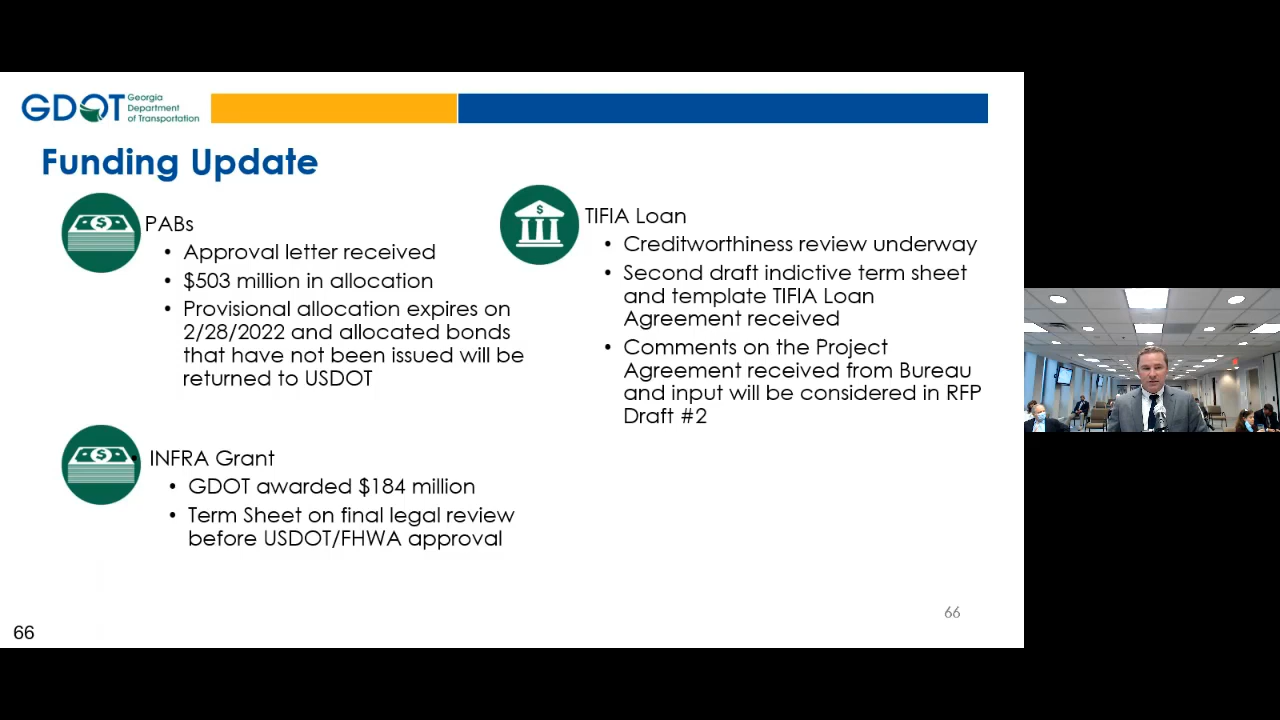 GDOT
Georgia
Department
of Transportation
Funding Update
PABs
• Approval letter received
• $503 million in allocation
• Provisional allocation expires on
2/28/2022 and allocated bonds
that have not been issued will be
returned to USDOT
• INFRA Grant
• GDOT awarded $184 million
• Term Sheet on final legal review
before USDOT/FHWA approval
TIFIA Loan
• Creditworthiness review underway
• Second draft indictive term sheet
and template TIFIA Loan
Agreement received
• Comments on the Project
Agreement received from Bureau
and input will be considered in RFP
Draft #2
66
66